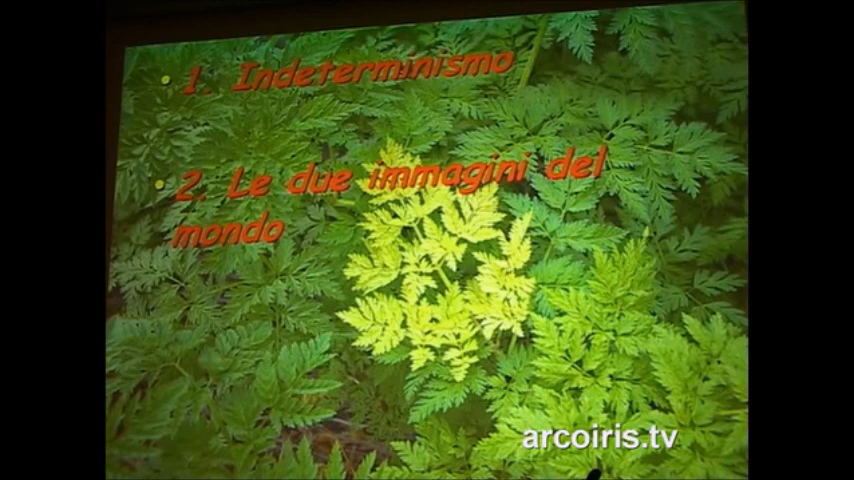 • 1. Indeterminismo
• 2. Le due immagini del
mondo
arcoiris.tv